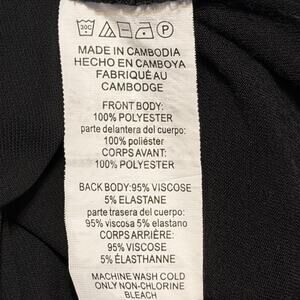 30C P
MADE IN CAMBODIA
HECHO EN CAMBOYA
FABRIQUÉ AU
CAMBODGE
FRONT BODY:
100% POLYESTER
parte delantera del cuerpo:
100% poliéster
CORPS AVANT:
100% POLYESTER
BACK BODY:95% VISCOSE
5% ELASTANE
parte trasera del cuerpo:
95% viscosa 5% elastano
CORPS ARRIÈRE:
95% VISCOSE
5% ÉLASTHANNE
MACHINE WASH COLD
ONLY NON-CHLORINE
BLEACH